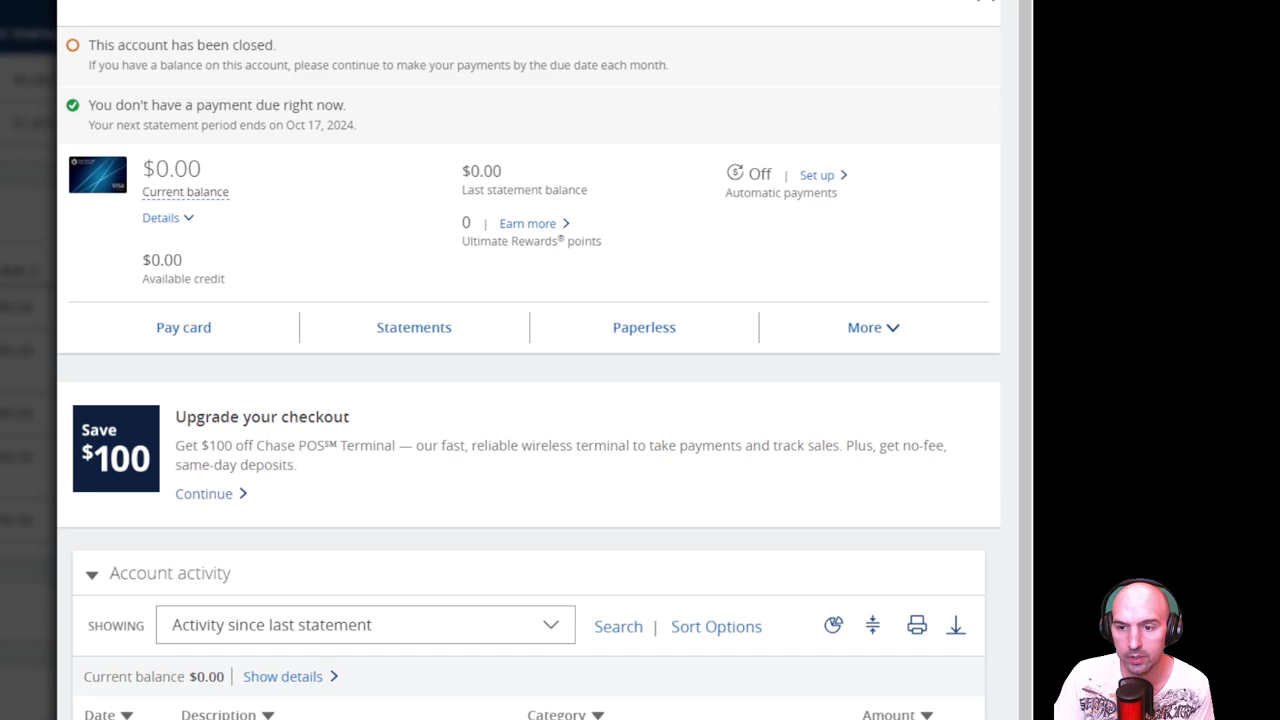 This account has been closed.
If you have a balance on this account, please continue to make your payments by the due date each month.
You don't have a payment due right now.
Your next statement period ends on Oct 17, 2024.
$0.00
Current balance
Details
$0.00
Available credit
$0.00
Last statement balance
0 | Earn more
Ultimate Rewards® points
Off | Set up
Automatic payments
VISA
Pay card
Statements
Paperless
More
Save
$100
Upgrade your checkout
Get $100 off Chase POS℠ Terminal — our fast, reliable wireless terminal to take payments and track sales. Plus, get no-fee,
same-day deposits.
Continue
Account activity
SHOWING
Activity since last statement
Search | Sort Options
Current balance $0.00 | Show details
Date Description Category Amount